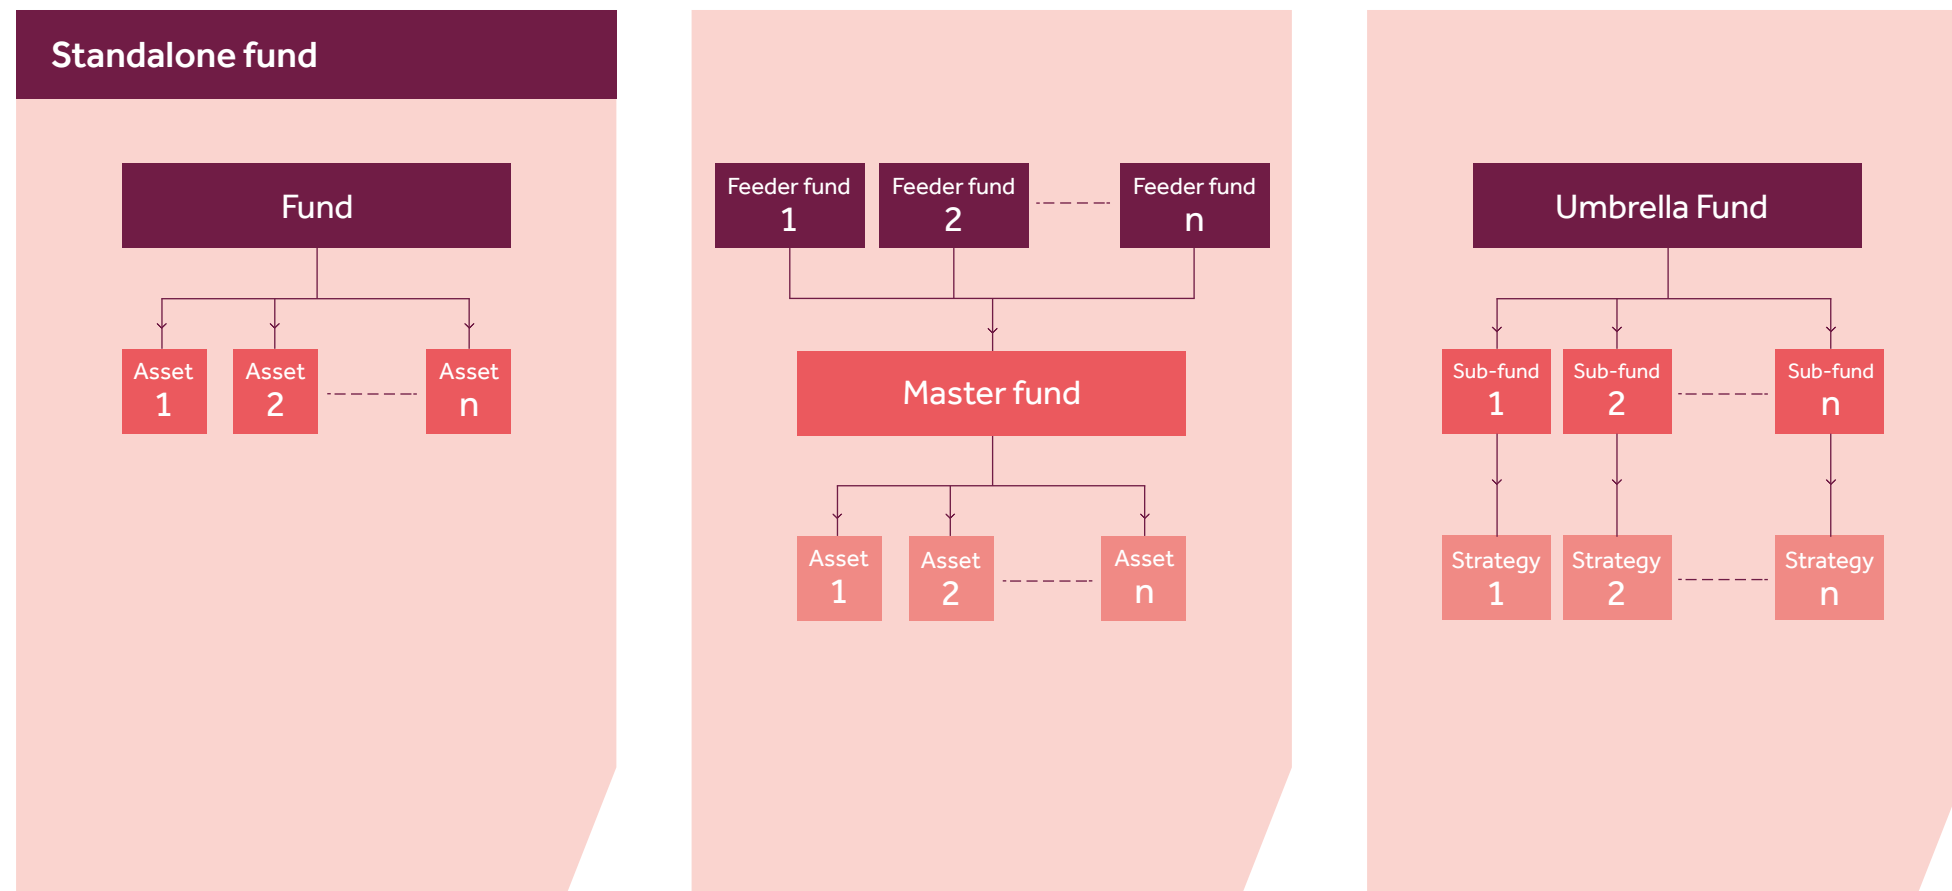 Standalone fund
Fund
Asset
1
Asset
2
Asset
n
Feeder fund
1
Feeder fund
2
Feeder fund
n
Master fund
Asset
1
Asset
2
Asset
n
Umbrella Fund
Sub-fund
1
Sub-fund
2
Sub-fund
n
Strategy
1
Strategy
2
Strategy
n